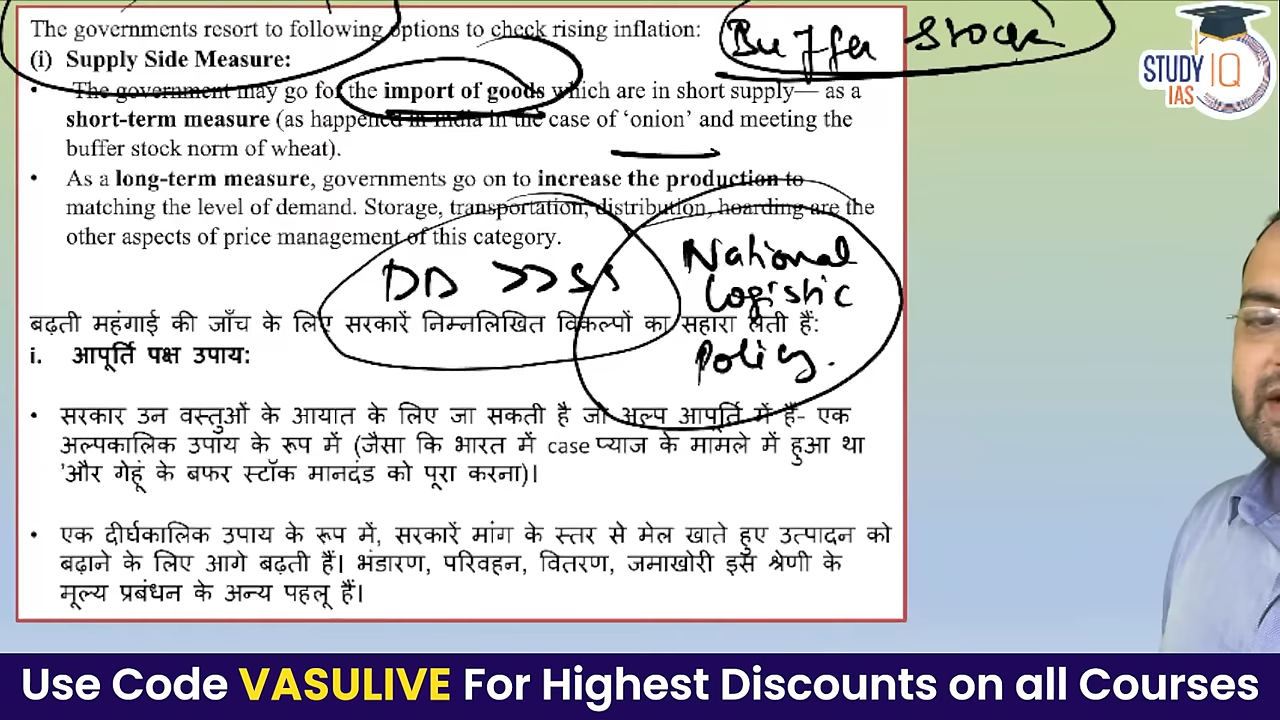 The governments resort to following options to check rising inflation:
Buffer Stock
STUDY IQ
IAS
(i) Supply Side Measure:
• The government may go for the import of goods which are in short supply— as a
short-term measure (as happened in India in the case of ‘onion’ and meeting the
buffer stock norm of wheat).
• As a long-term measure, governments go on to increase the production to
matching the level of demand. Storage, transportation, distribution, hoarding are the
other aspects of price management of this category.
DD >> SS
National
Logistic
Policy.
बढ़ती महंगाई की जाँच के लिए सरकारें निम्नलिखित विकल्पों का सहारा लेती हैं:
i. आपूर्ति पक्ष उपाय:
• सरकार उन वस्तुओं के आयात के लिए जा सकती है जो अल्प आपूर्ति में हैं- एक
अल्पकालिक उपाय के रूप में (जैसा कि भारत में case प्याज के मामले में हुआ था
'और गेहूं के बफर स्टॉक मानदंड को पूरा करना)।
• एक दीर्घकालिक उपाय के रूप में, सरकारें मांग के स्तर से मेल खाते हुए उत्पादन को
बढ़ाने के लिए आगे बढ़ती हैं। भंडारण, परिवहन, वितरण, जमाखोरी इस श्रेणी के
मूल्य प्रबंधन के अन्य पहलू हैं।
Use Code VASULIVE For Highest Discounts on all Courses